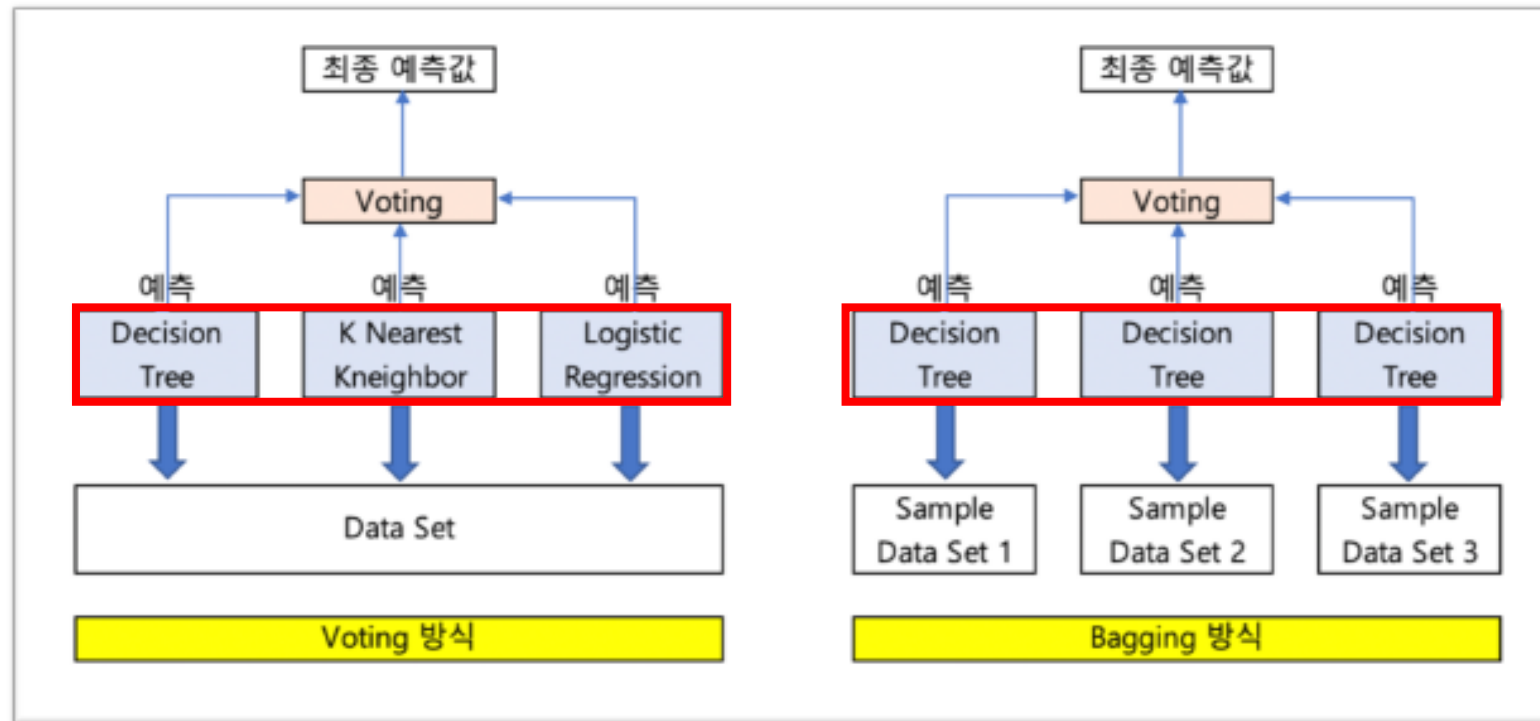 최종 예측값
최종 예측값
Voting
Voting
예측
예측
예측
예측
예측
예측
Decision
Tree
K Nearest
Kneighbor
Logistic
Regression
Decision
Tree
Decision
Tree
Decision
Tree
Data Set
Sample
Data Set 1
Sample
Data Set 2
Sample
Data Set 3
Voting 방식
Bagging 방식